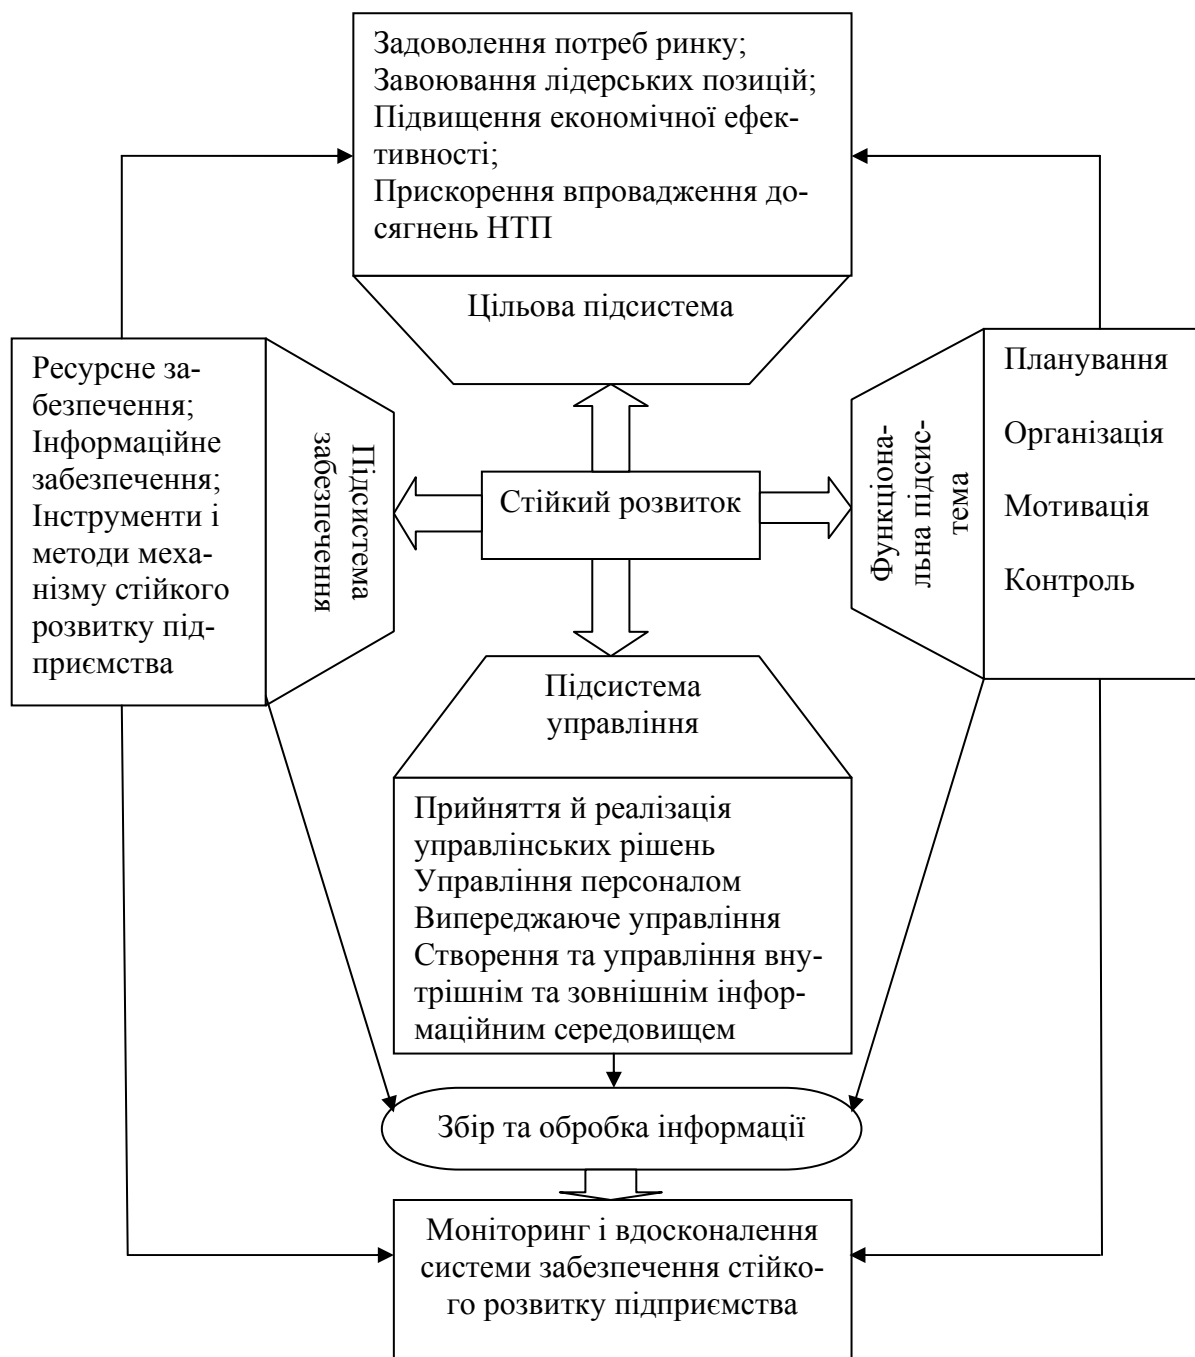 Задоволення потреб ринку;
Завоювання лідерських позицій;
Підвищення економічної ефек-
тивності;
Прискорення впровадження до-
сягнень НТП
Цільова підсистема
Ресурсне за-
безпечення;
Інформаційне
забезпечення;
Інструменти і
методи меха-
нізму стійкого
розвитку під-
приємства
Підсистема
забезпечення
Стійкий розвиток
Функціона-
льна підсис-
тема
Планування
Організація
Мотивація
Контроль
Підсистема
управління
Прийняття й реалізація
управлінських рішень
Управління персоналом
Випереджаюче управління
Створення та управління вну-
трішнім та зовнішнім інфор-
маційним середовищем
Збір та обробка інформації
Моніторинг і вдосконалення
системи забезпечення стійко-
го розвитку підприємства